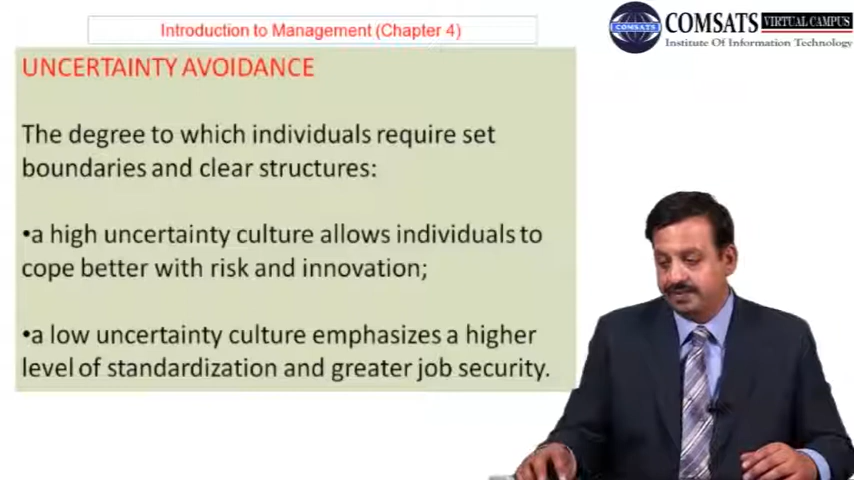 Introduction to Management (Chapter 4)
COMSATS
COMSATS VIRTUAL CAMPUS
Institute Of Information Technology
UNCERTAINTY AVOIDANCE
The degree to which individuals require set
boundaries and clear structures:
•a high uncertainty culture allows individuals to
cope better with risk and innovation;
•a low uncertainty culture emphasizes a higher
level of standardization and greater job security.